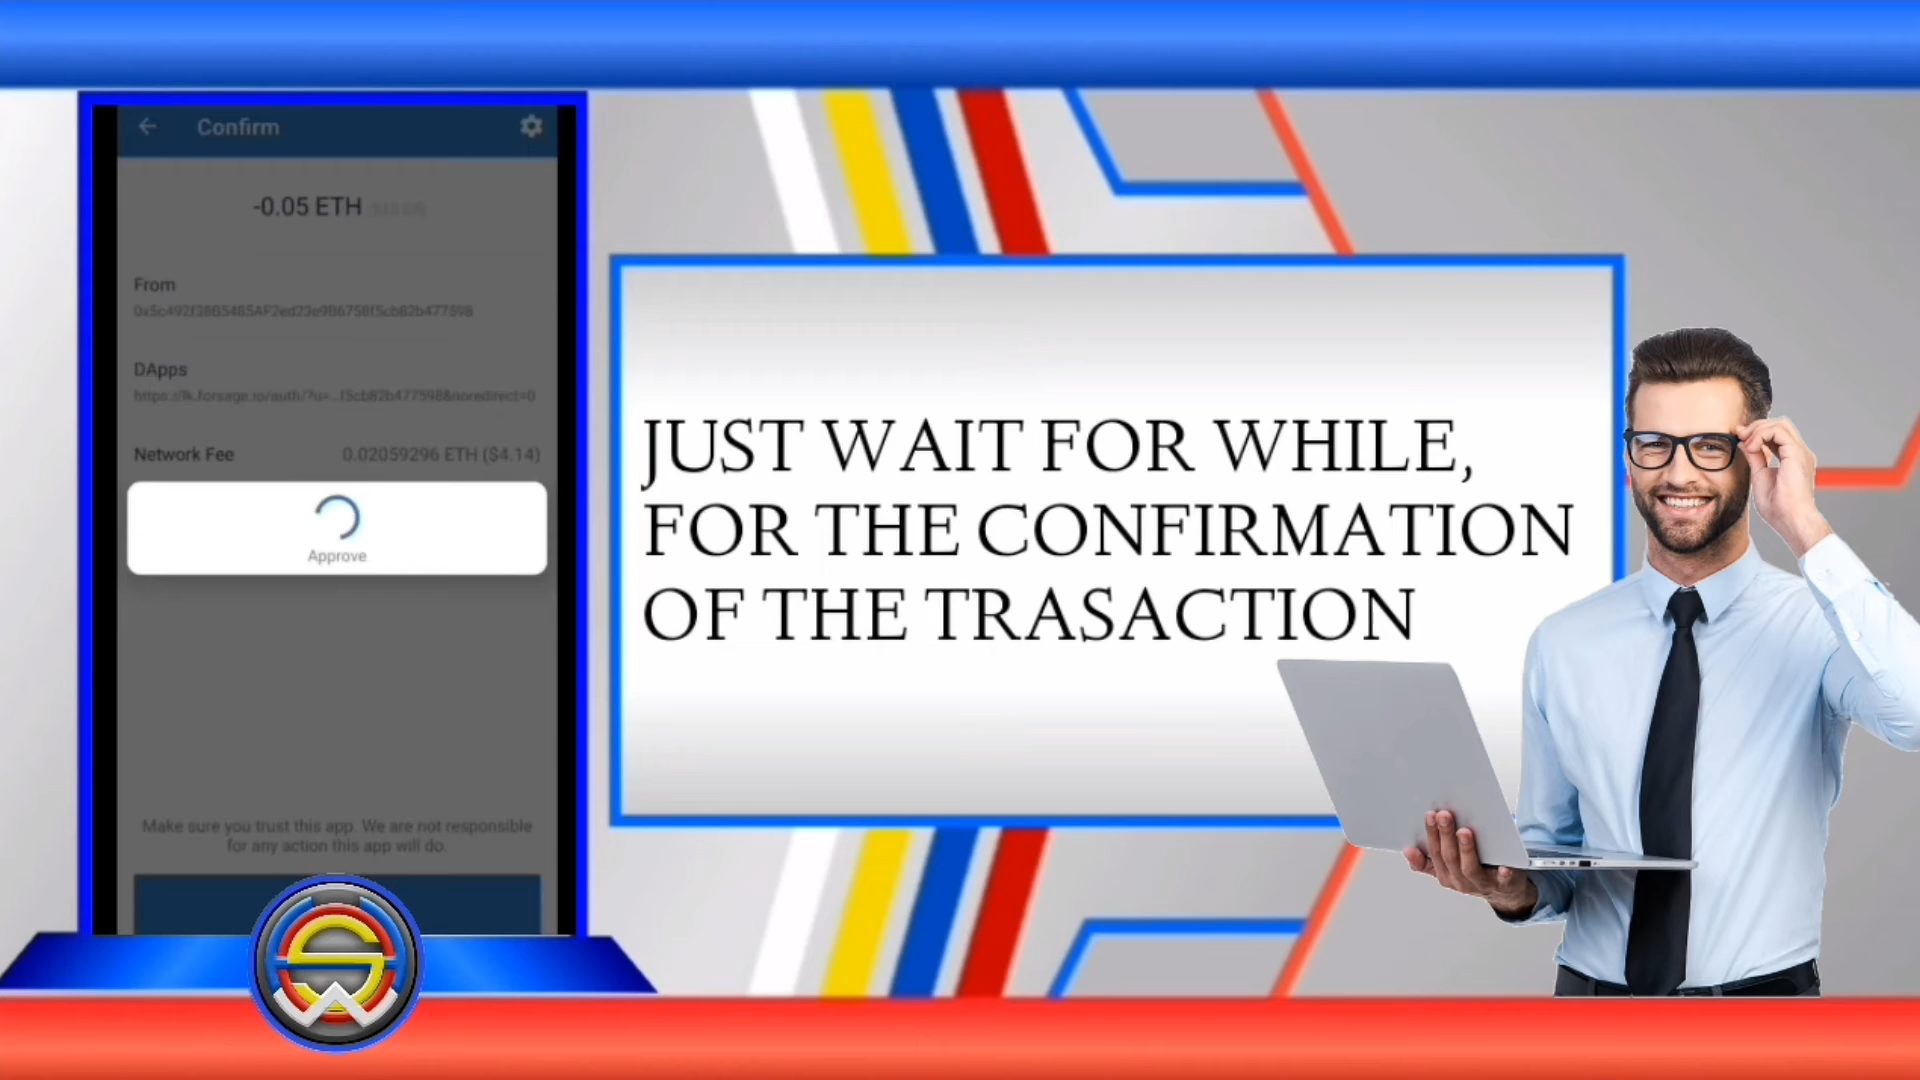 Confirm
-0.05 ETH
From
DApps
Network Fee 0.02059296 ETH ($4.14)
Approve
Make sure you trust this app. We are not responsible
for any action this app will do.
JUST WAIT FOR WHILE,
FOR THE CONFIRMATION
OF THE TRASACTION